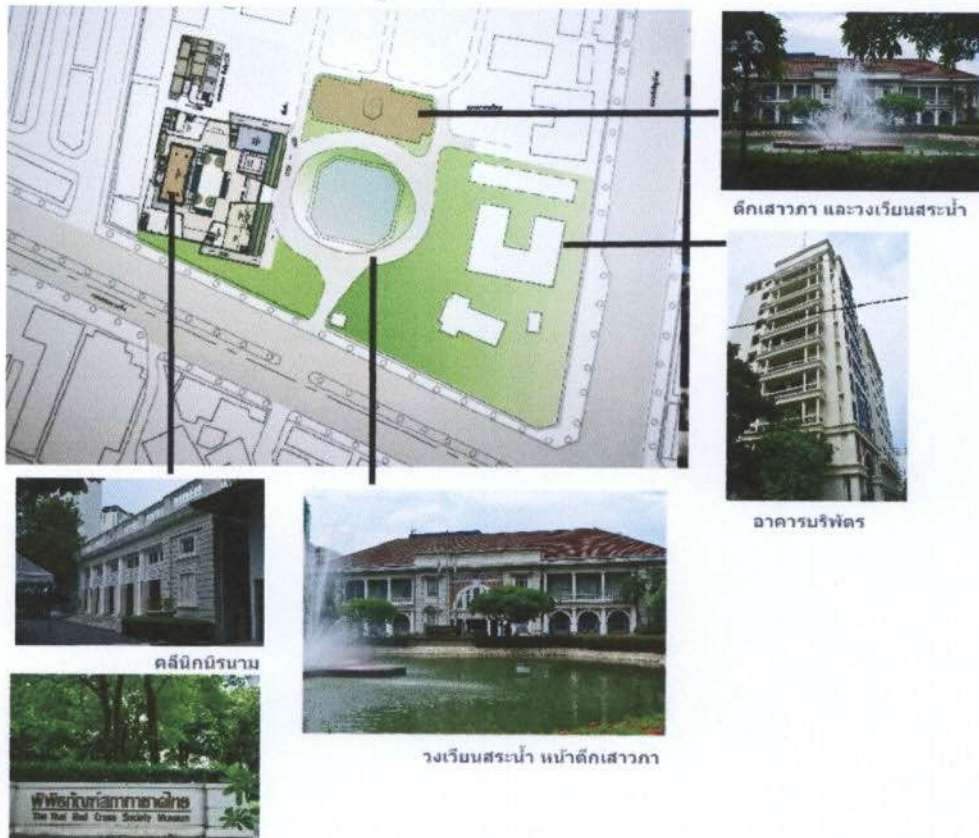 ตึกเสาวภา และวงเวียนสระน้ำ
อาคารบริพัตร
คลีนิกนิรนาม
วงเวียนสระน้ำ หน้าตึกเสาวภา
พิพิธภัณฑ์สภากาชาดไทย
The Thai Red Cross Society Museum